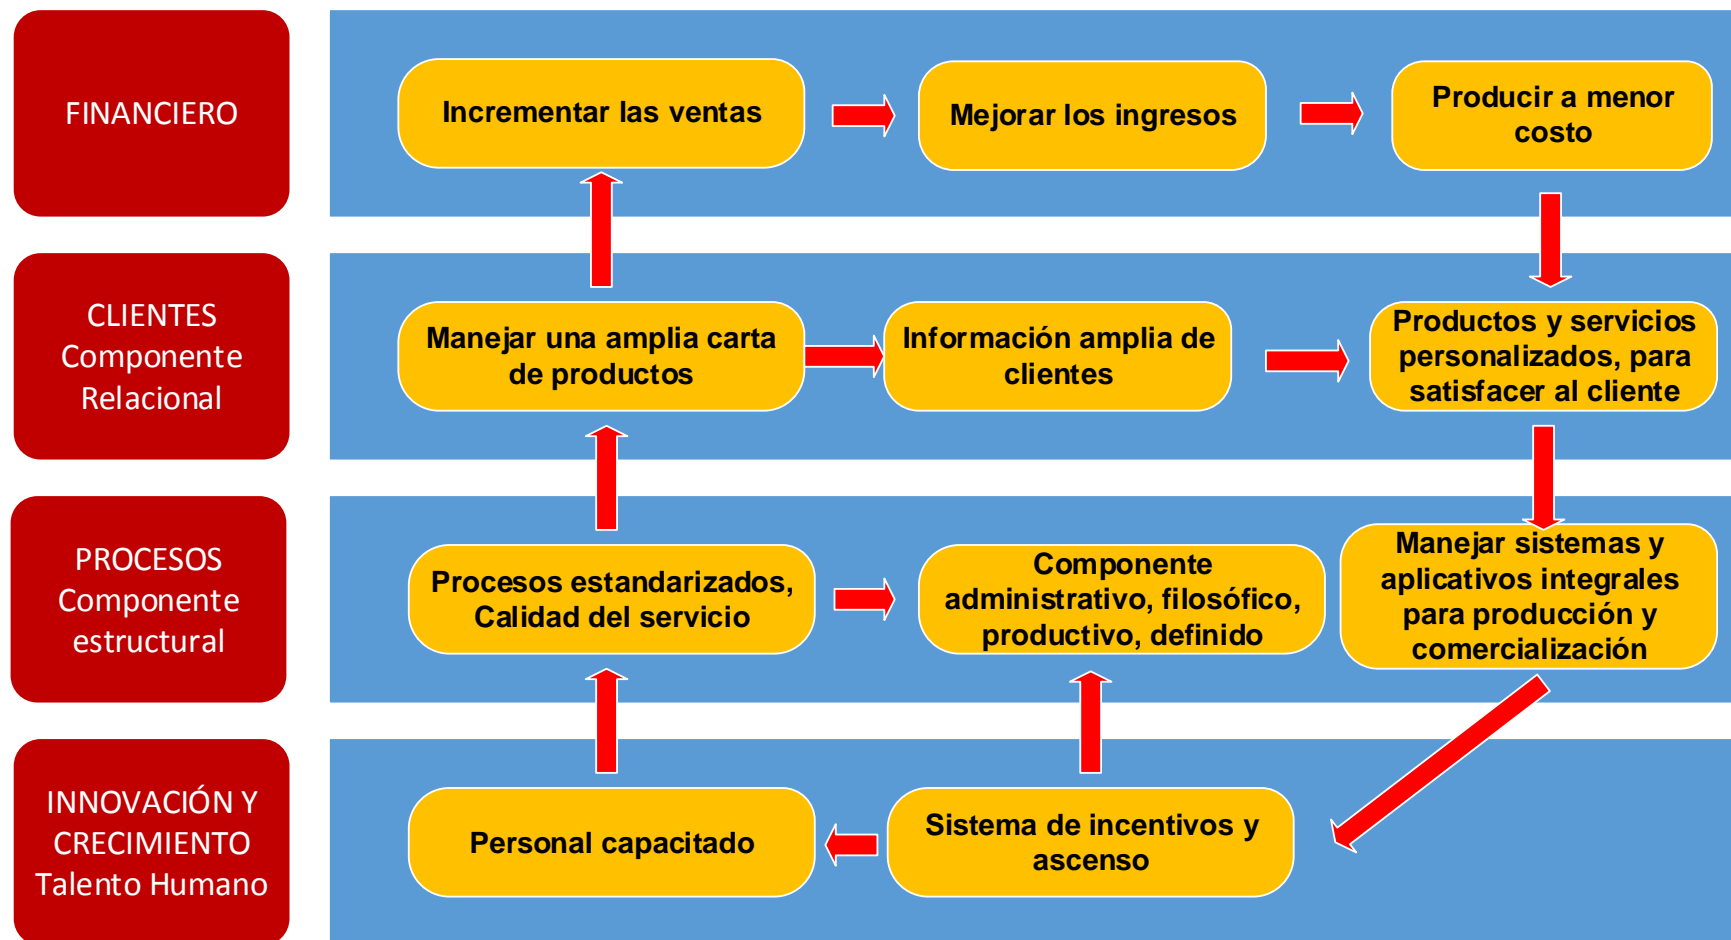 FINANCIERO
Incrementar las ventas
Mejorar los ingresos
Producir a menor
costo
CLIENTES
Componente
Relacional
Manejar una amplia carta
de productos
Información amplia de
clientes
Productos y servicios
personalizados, para
satisfacer al cliente
PROCESOS
Componente
estructural
Procesos estandarizados,
Calidad del servicio
Componente
administrativo, filosófico,
productivo, definido
Manejar sistemas y
aplicativos integrales
para producción y
comercialización
INNOVACIÓN Y
CRECIMIENTO
Talento Humano
Personal capacitado
Sistema de incentivos y
ascenso